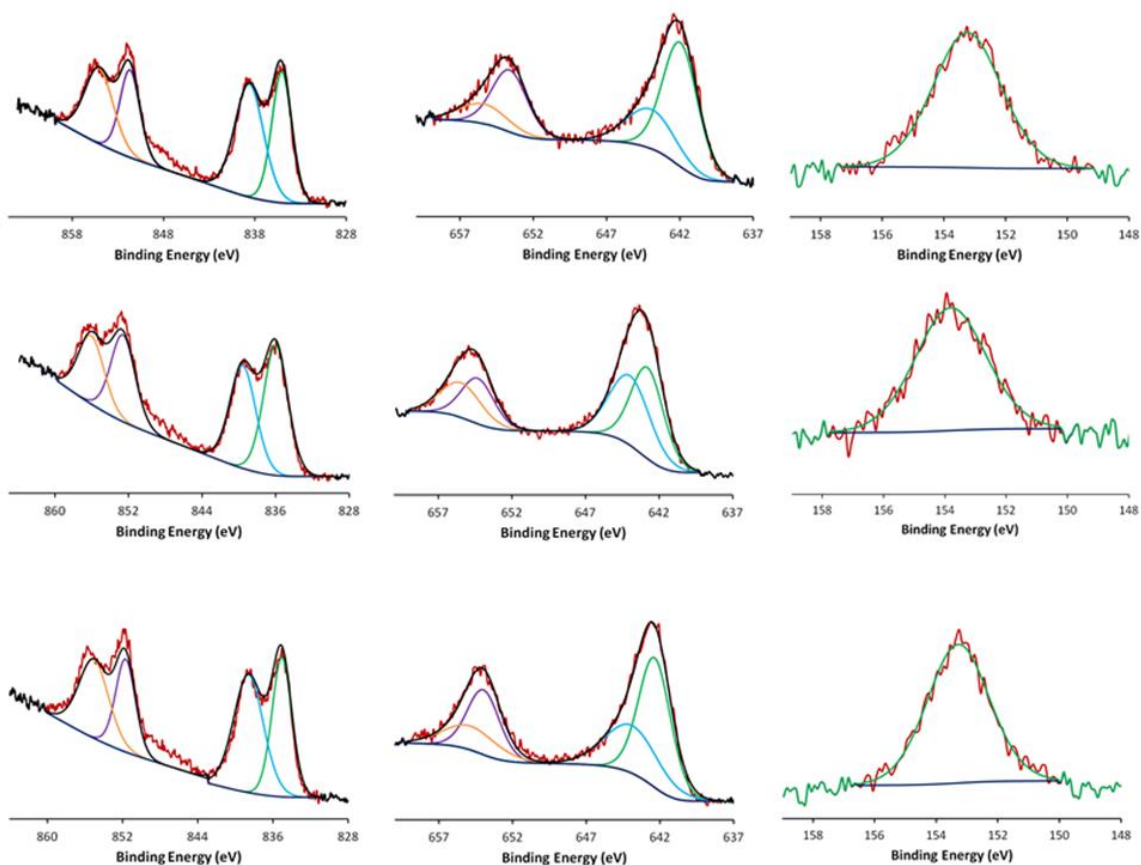 858 848 838 828
Binding Energy (eV)
657 652 647 642 637
Binding Energy (eV)
158 156 154 152 150 148
Binding Energy (eV)
860 852 844 836 828
Binding Energy (eV)
657 652 647 642 637
Binding Energy (eV)
158 156 154 152 150 148
Binding Energy (eV)
860 852 844 836 828
Binding Energy (eV)
657 652 647 642 637
Binding Energy (eV)
158 156 154 152 150 148
Binding Energy (eV)